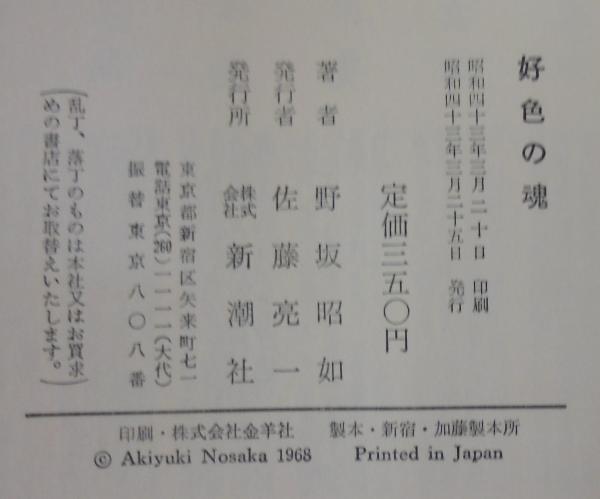 好色の魂
昭和四十三年三月二十日 印刷
昭和四十三年三月二十五日 発行
定価三五〇円
著者 野坂昭如
発行者 佐藤亮一
発行所 株式会社 新潮社
東京都新宿区矢来町七一
電話東京(260)一一一一(大代)
振替東京八〇八番
(乱丁、落丁のものは本社又はお買求
めの書店にてお取替えいたします。)
印刷・株式会社金羊社 製本・新宿・加藤製本所
© Akiyuki Nosaka 1968 Printed in Japan